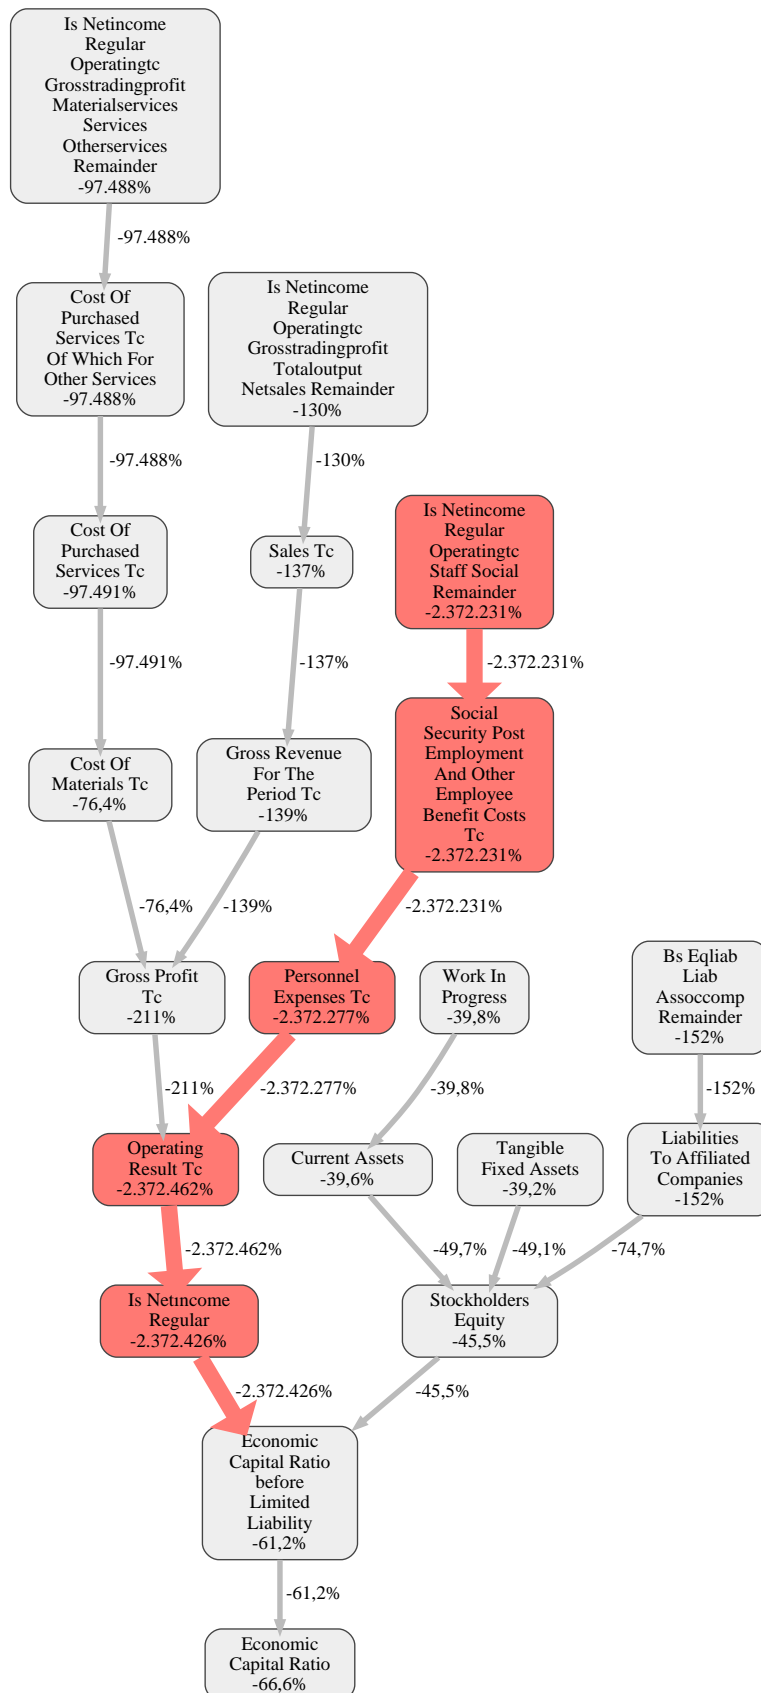 Is Netincome
Regular
Operatingtc
Grosstradingprofit
Materialservices
Services
Otherservices
Remainder
-97.488%
-97.488%
Cost Of
Purchased
Services Tc
Of Which For
Other Services
-97.488%
Is Netincome
Regular
Operatingtc
Grosstradingprofit
Totaloutput
Netsales Remainder
-130%
-97.488%
-130%
Cost Of
Purchased
Services Tc
-97.491%
Sales Tc
-137%
Is Netincome
Regular
Operatingtc
Staff Social
Remainder
-2.372.231%
-97.491%
-137%
-2.372.231%
Cost Of
Materials Tc
-76,4%
Gross Revenue
For The
Period Tc
-139%
Social
Security Post
Employment
And Other
Employee
Benefit Costs
Tc
-2.372.231%
-76,4%
-139%
-2.372.231%
Gross Profit
Tc
-211%
Personnel
Expenses Tc
-2.372.277%
Work In
Progress
-39,8%
Bs Eqliab
Liab
Assoccomp
Remainder
-152%
-211%
-2.372.277%
-39,8%
-152%
Operating
Result Tc
-2.372.462%
Current Assets
-39,6%
Tangible
Fixed Assets
-39,2%
Liabilities
To Affiliated
Companies
-152%
-2.372.462%
-49,7%
-49,1%
-74,7%
Is Netincome
Regular
-2.372.426%
Stockholders
Equity
-45,5%
-2.372.426%
-45,5%
Economic
Capital Ratio
before
Limited
Liability
-61,2%
-61,2%
Economic
Capital Ratio
-66,6%